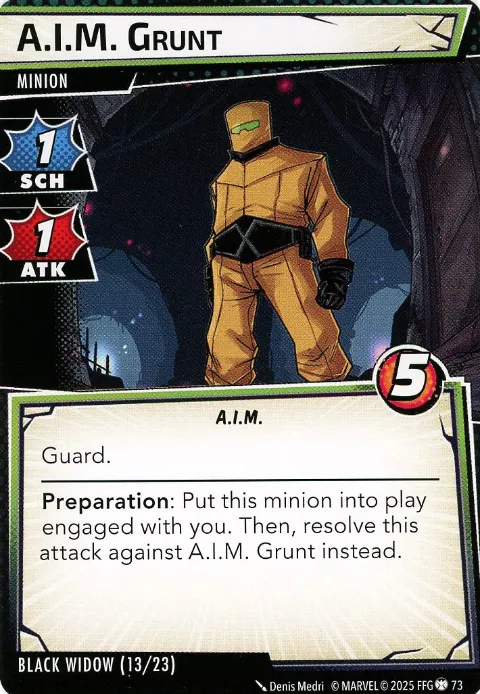 A.I.M. GRUNT
MINION
1
SCH
1
ATK
5
A.I.M.
Guard.
Preparation: Put this minion into play
engaged with you. Then, resolve this
attack against A.I.M. Grunt instead.
BLACK WIDOW (13/23)
Denis Medri © MARVEL © 2025 FFG 73